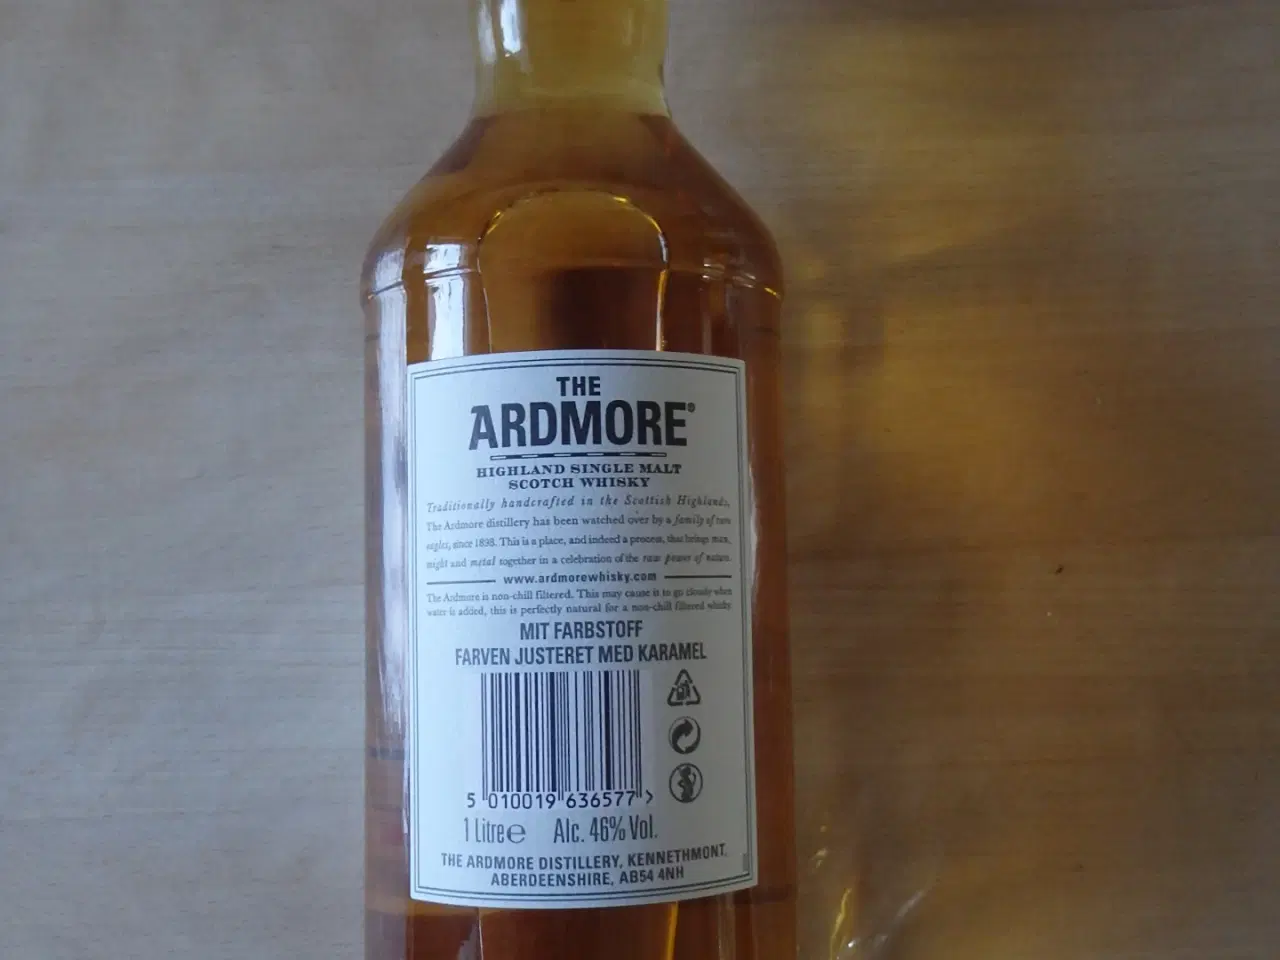 THE
ARDMORE®
HIGHLAND SINGLE MALT
SCOTCH WHISKY
Traditionally handcrafted in the Scottish Highlands.
The Ardmore distillery has been watched over by a family of rare
eagles, since 1898. This is a place, and indeed a process, that brings man,
might and metal together in a celebration of the raw power of nature.
www.ardmorewhisky.com
The Ardmore is non-chill filtered. This may cause it to go cloudy when
water is added, this is perfectly natural for a non-chill filtered whisky.
MIT FARBSTOFF
FARVEN JUSTERET MED KARAMEL
5 010019 636577 >
1 Litre e Alc. 46% Vol.
THE ARDMORE DISTILLERY, KENNETHMONT,
ABERDEENSHIRE, AB54 4NH